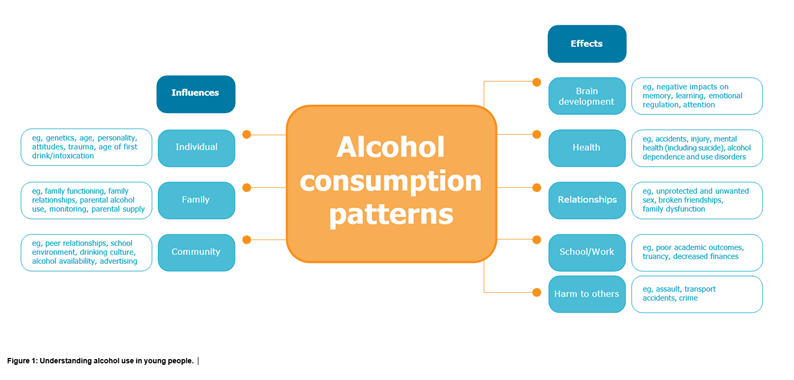 Influences
Individual
eg, genetics, age, personality,
attitudes, trauma, age of first
drink/intoxication
Family
eg, family functioning, family
relationships, parental alcohol
use, monitoring, parental supply
Community
eg, peer relationships, school
environment, drinking culture,
alcohol availability, advertising
Alcohol
consumption
patterns
Effects
Brain
development
eg, negative impacts on
memory, learning, emotional
regulation, attention
Health
eg, accidents, injury, mental
health (including suicide), alcohol
dependence and use disorders
Relationships
eg, unprotected and unwanted
sex, broken friendships,
family dysfunction
School/Work
eg, poor academic outcomes,
truancy, decreased finances
Harm to others
eg, assault, transport
accidents, crime
Figure 1: Understanding alcohol use in young people.